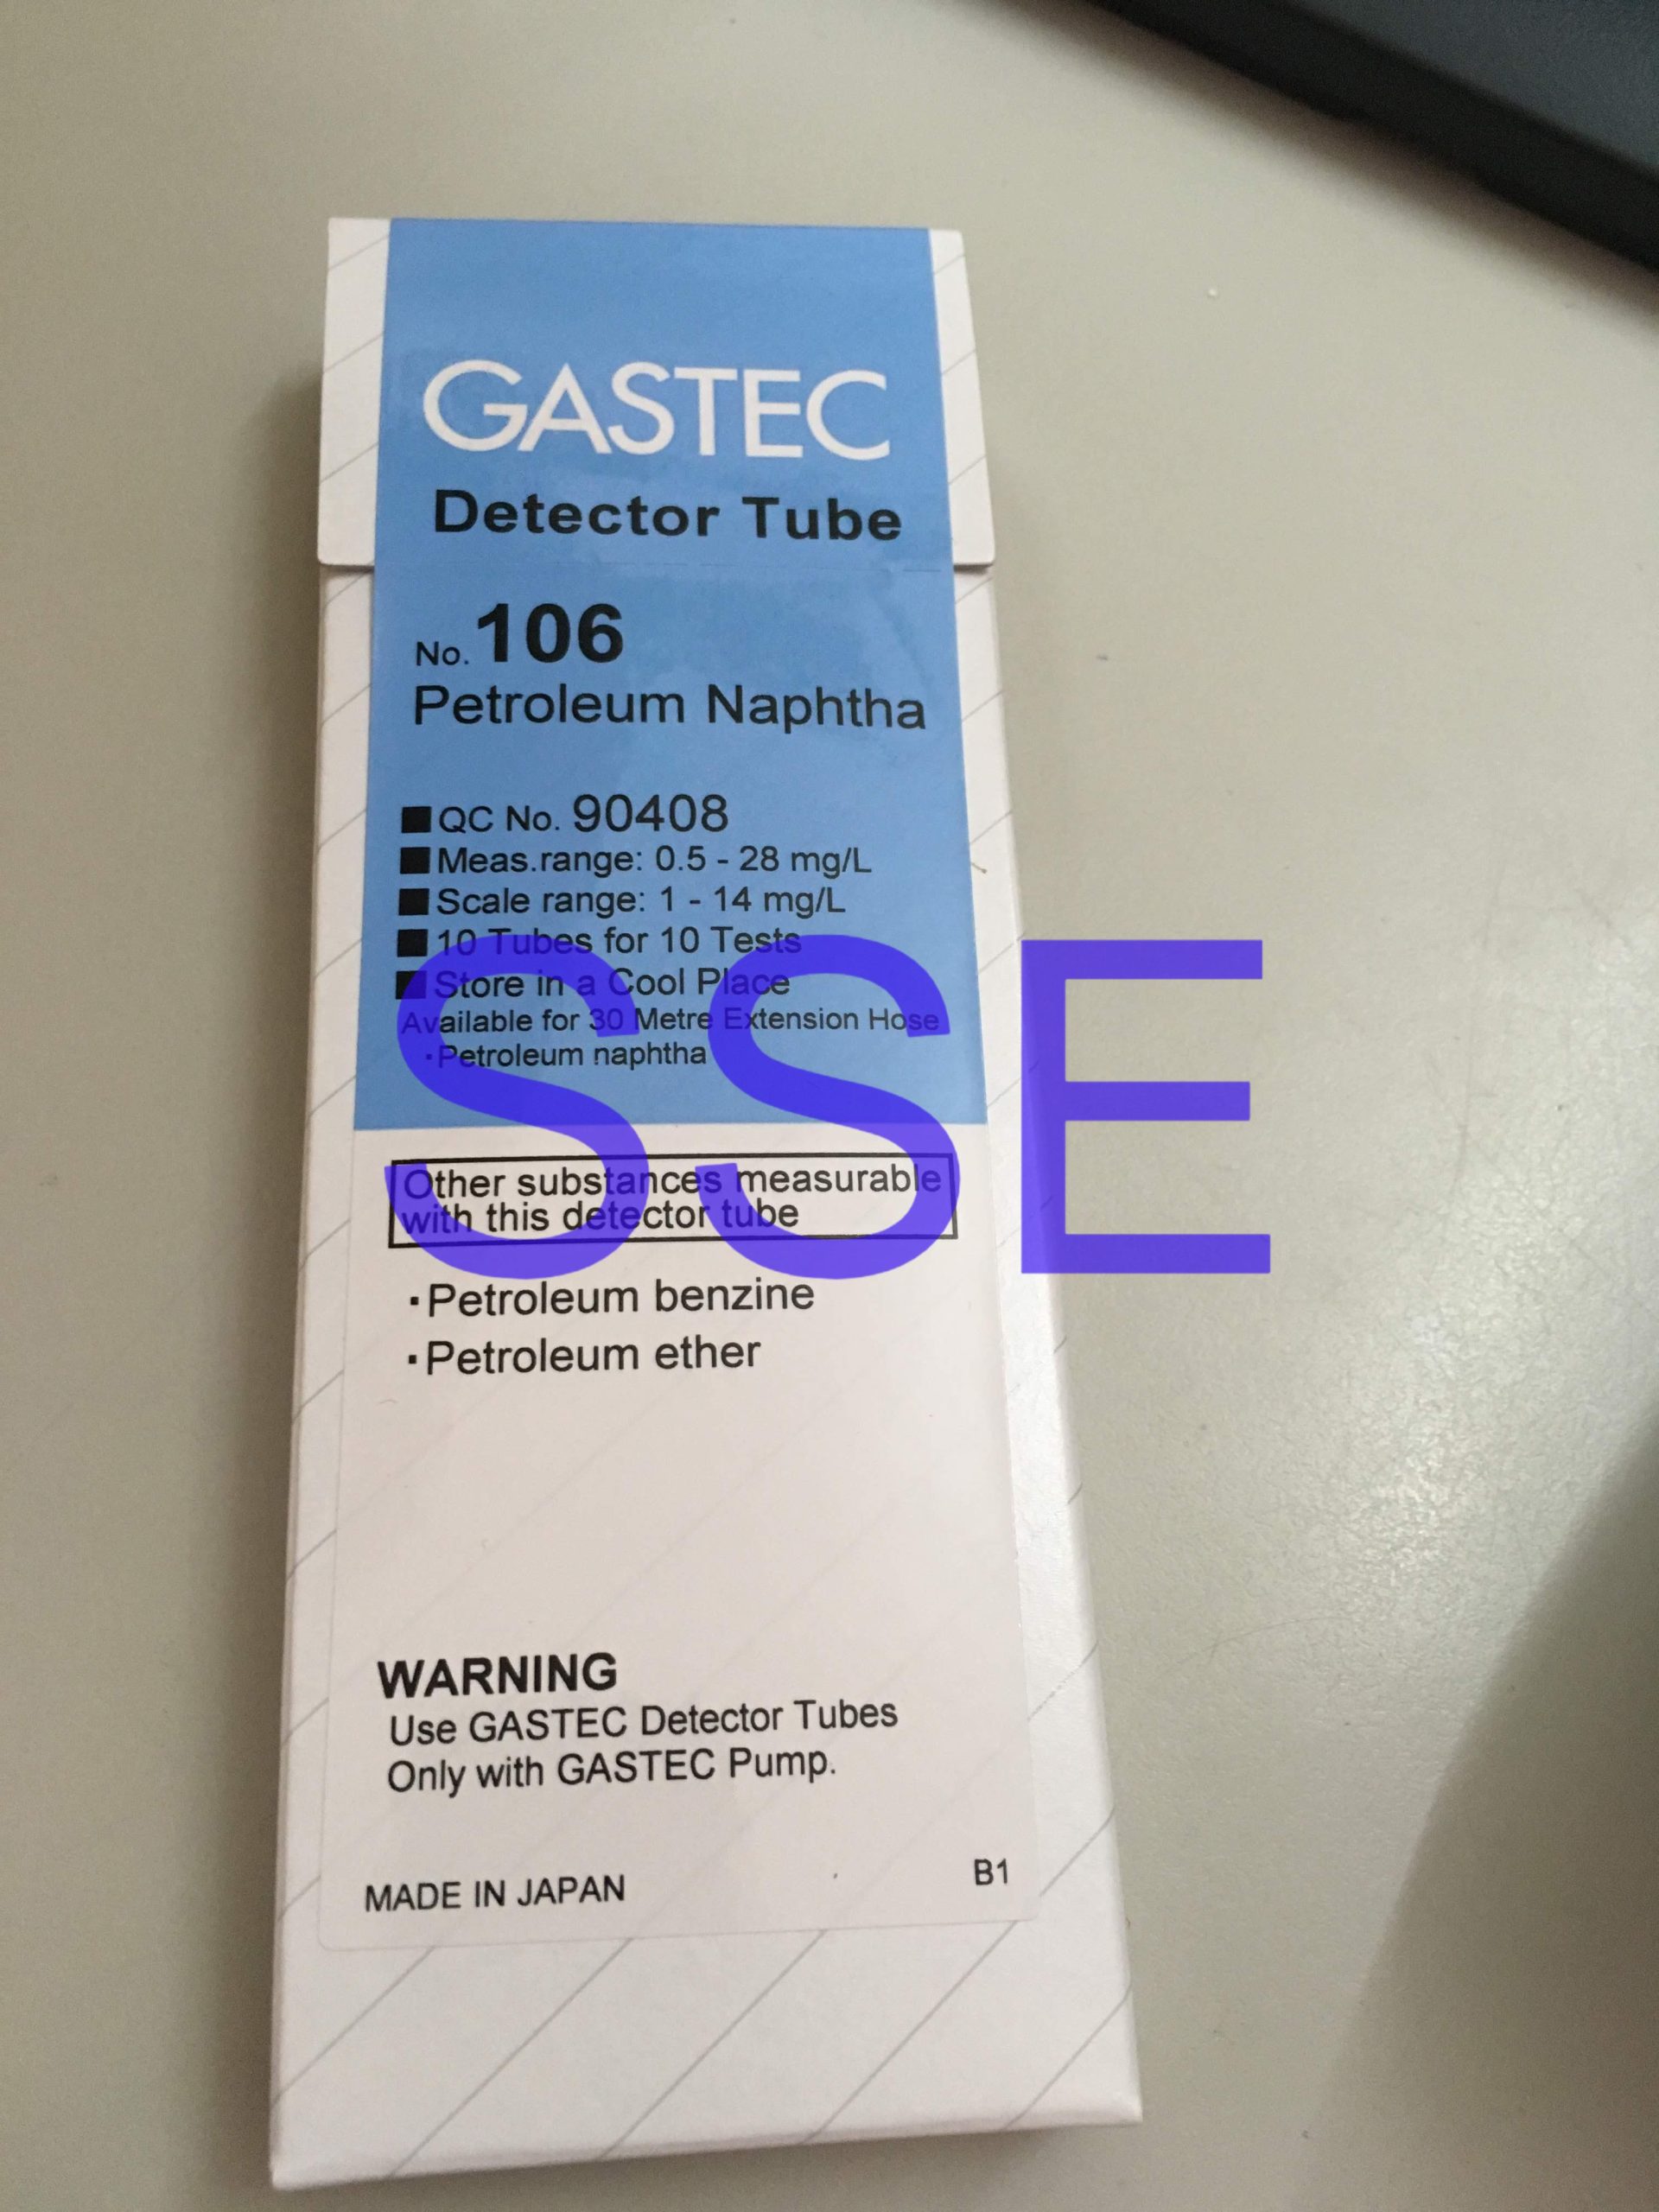 GASTEC
Detector Tube
No. 106
Petroleum Naphtha
■ QC No. 90408
■ Meas.range: 0.5 - 28 mg/L
■ Scale range: 1 - 14 mg/L
■ 10 Tubes for 10 Tests
■ Store in a Cool Place
Available for 30 Metre Extension Hose
・Petroleum naphtha
SSE
Other substances measurable
with this detector tube
・Petroleum benzine
・Petroleum ether
WARNING
Use GASTEC Detector Tubes
Only with GASTEC Pump.
MADE IN JAPAN B1